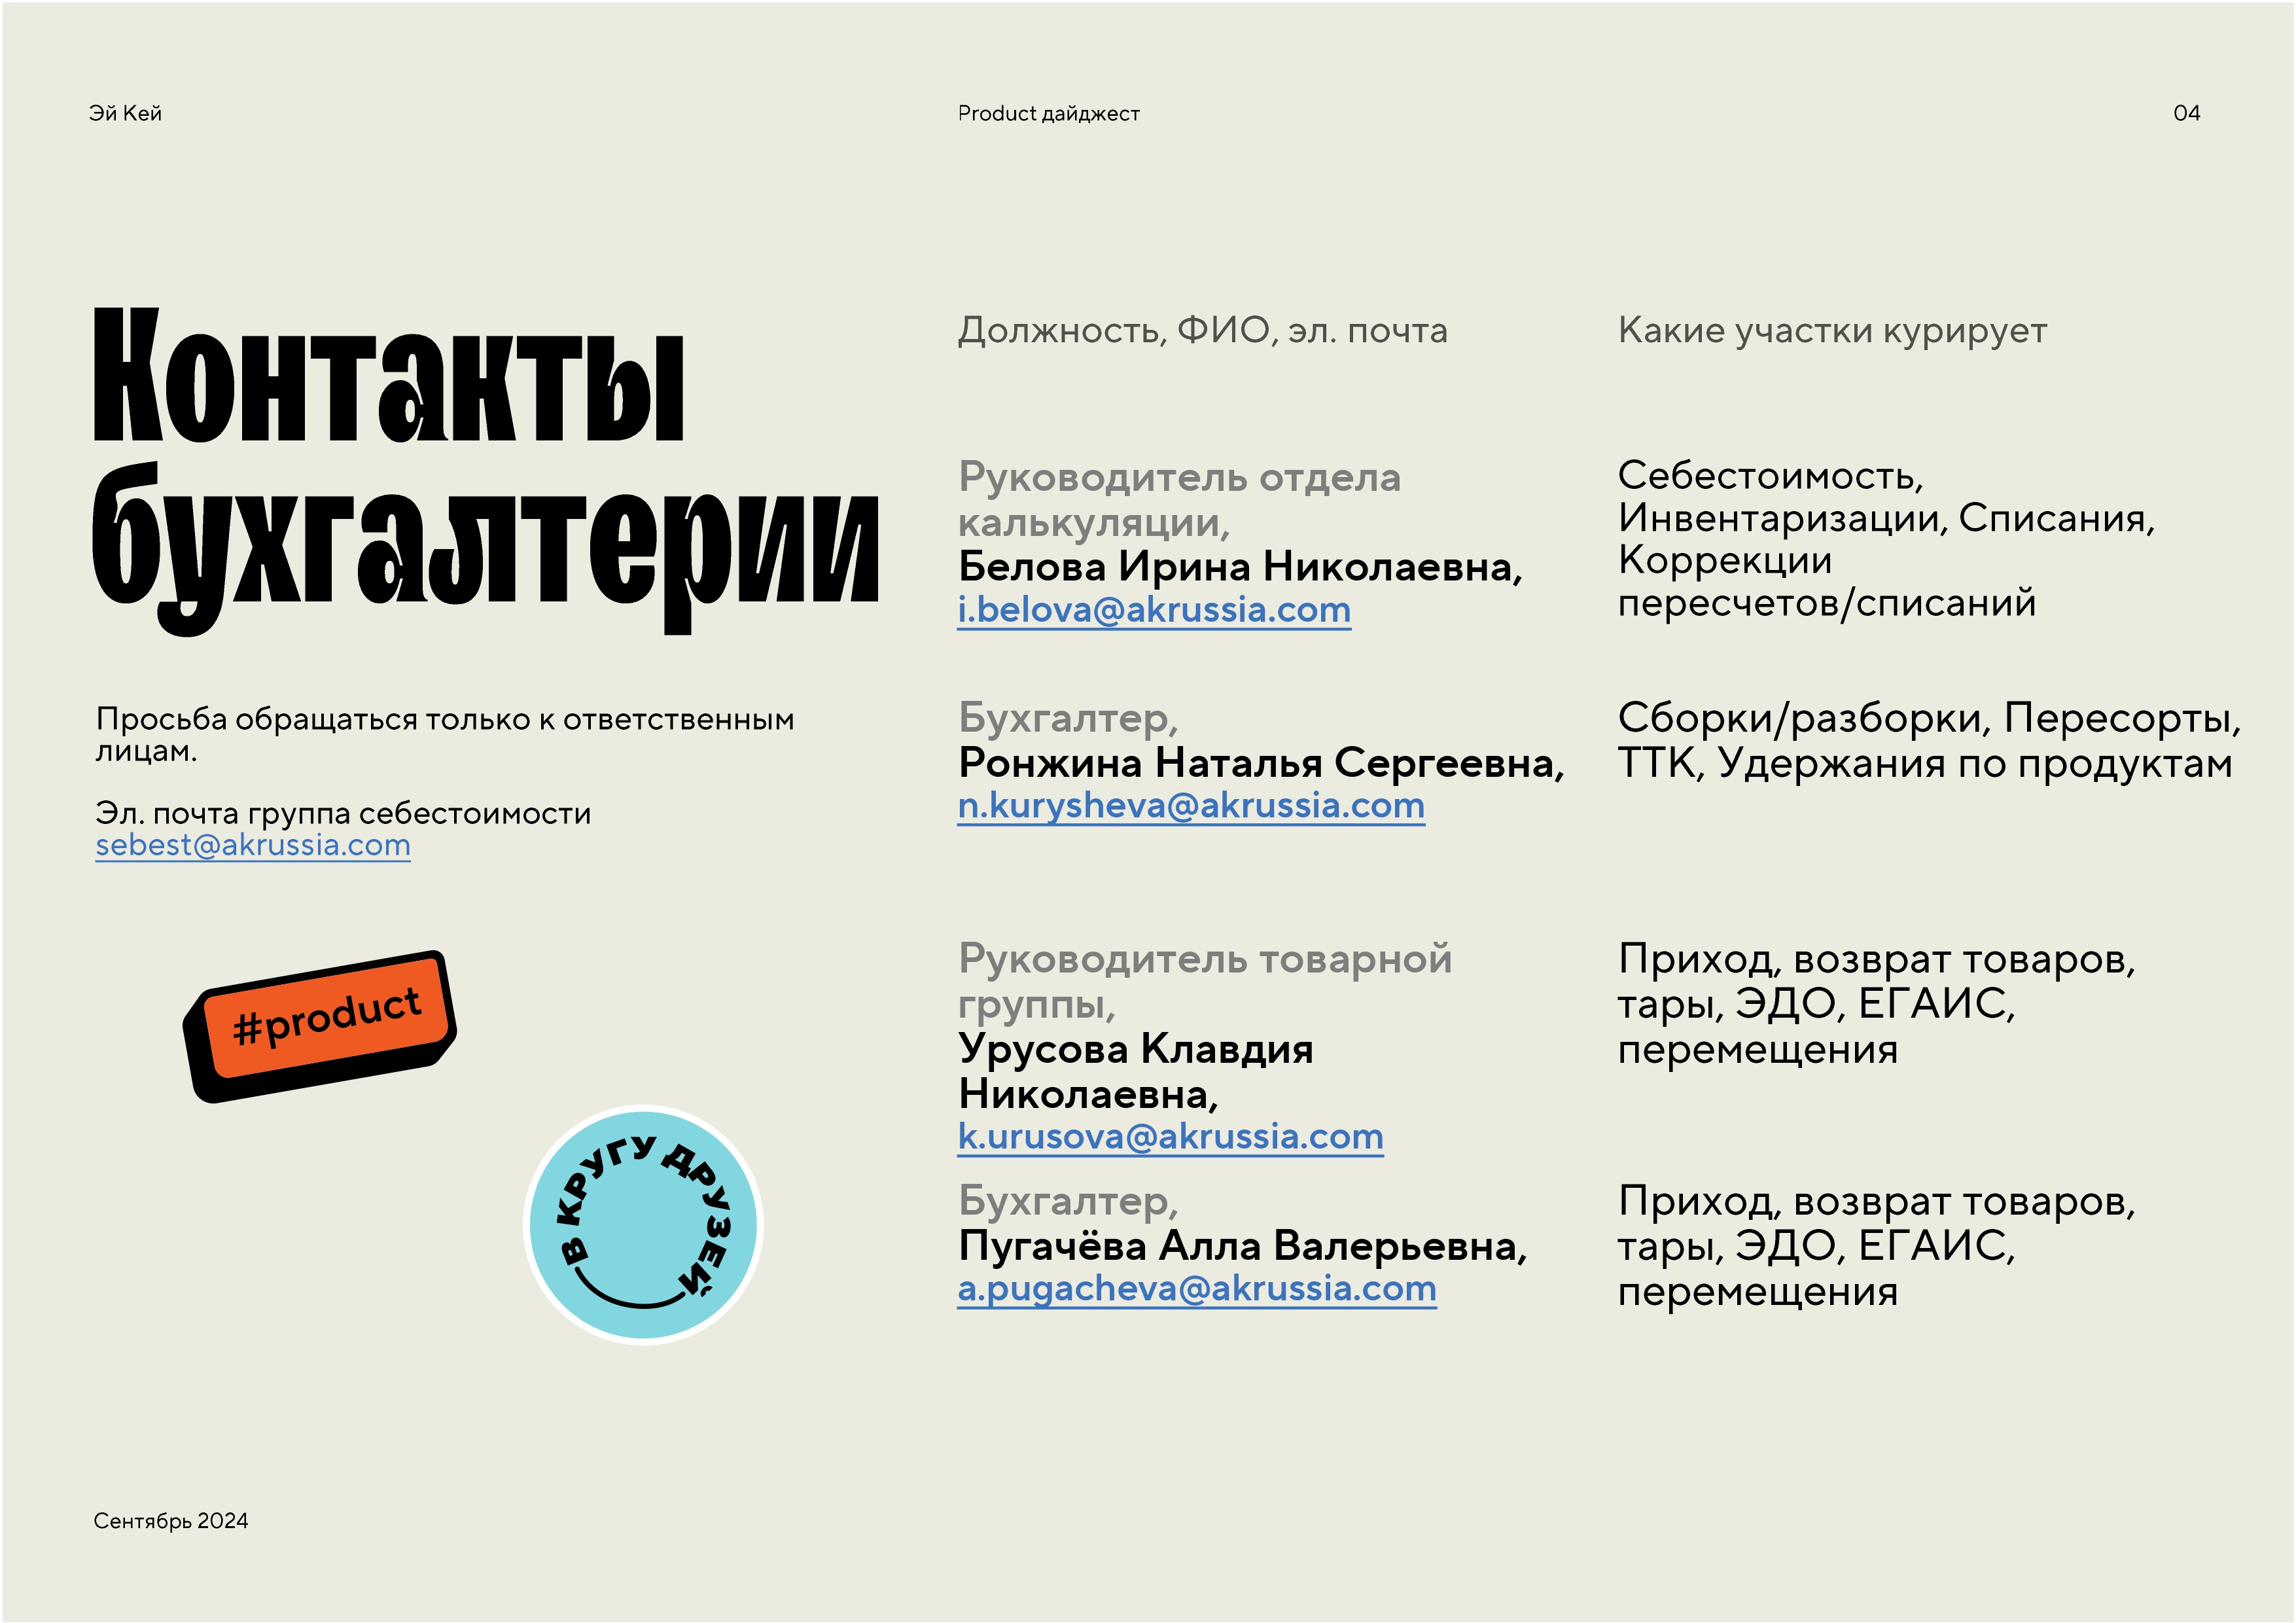 Эй Кей
Product дайджест
04
Контакты
бухгалтерии
Просьба обращаться только к ответственным
лицам.
Эл. почта группа себестоимости
sebest@akrussia.com
#product
В КРУГУ ДРУЗЕЙ
Должность, ФИО, эл. почта
Какие участки курирует
Руководитель отдела
калькуляции,
Белова Ирина Николаевна,
i.belova@akrussia.com
Себестоимость,
Инвентаризации, Списания,
Коррекции
пересчетов/списаний
Бухгалтер,
Ронжина Наталья Сергеевна,
n.kurysheva@akrussia.com
Сборки/разборки, Пересорты,
ТТК, Удержания по продуктам
Руководитель товарной
группы,
Урусова Клавдия
Николаевна,
k.urusova@akrussia.com
Приход, возврат товаров,
тары, ЭДО, ЕГАИС,
перемещения
Бухгалтер,
Пугачёва Алла Валерьевна,
a.pugacheva@akrussia.com
Приход, возврат товаров,
тары, ЭДО, ЕГАИС,
перемещения
Сентябрь 2024